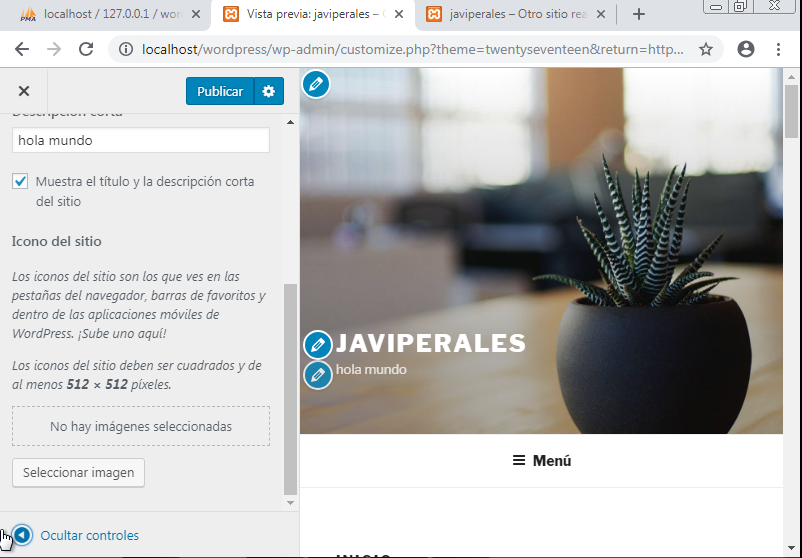 localhost / 127.0.0.1 / wor
Vista previa: javiperales –
javiperales – Otro sitio rea
localhost/wordpress/wp-admin/customize.php?theme=twentyseventeen&return=http...
Publicar
Descripción corta
hola mundo
Muestra el título y la descripción corta
del sitio
Icono del sitio
Los iconos del sitio son los que ves en las
pestañas del navegador, barras de favoritos y
dentro de las aplicaciones móviles de
WordPress. ¡Sube uno aquí!
Los iconos del sitio deben ser cuadrados y de
al menos 512 × 512 píxeles.
No hay imágenes seleccionadas
Seleccionar imagen
Ocultar controles
JAVIPERALES
hola mundo
Menú
INICIO